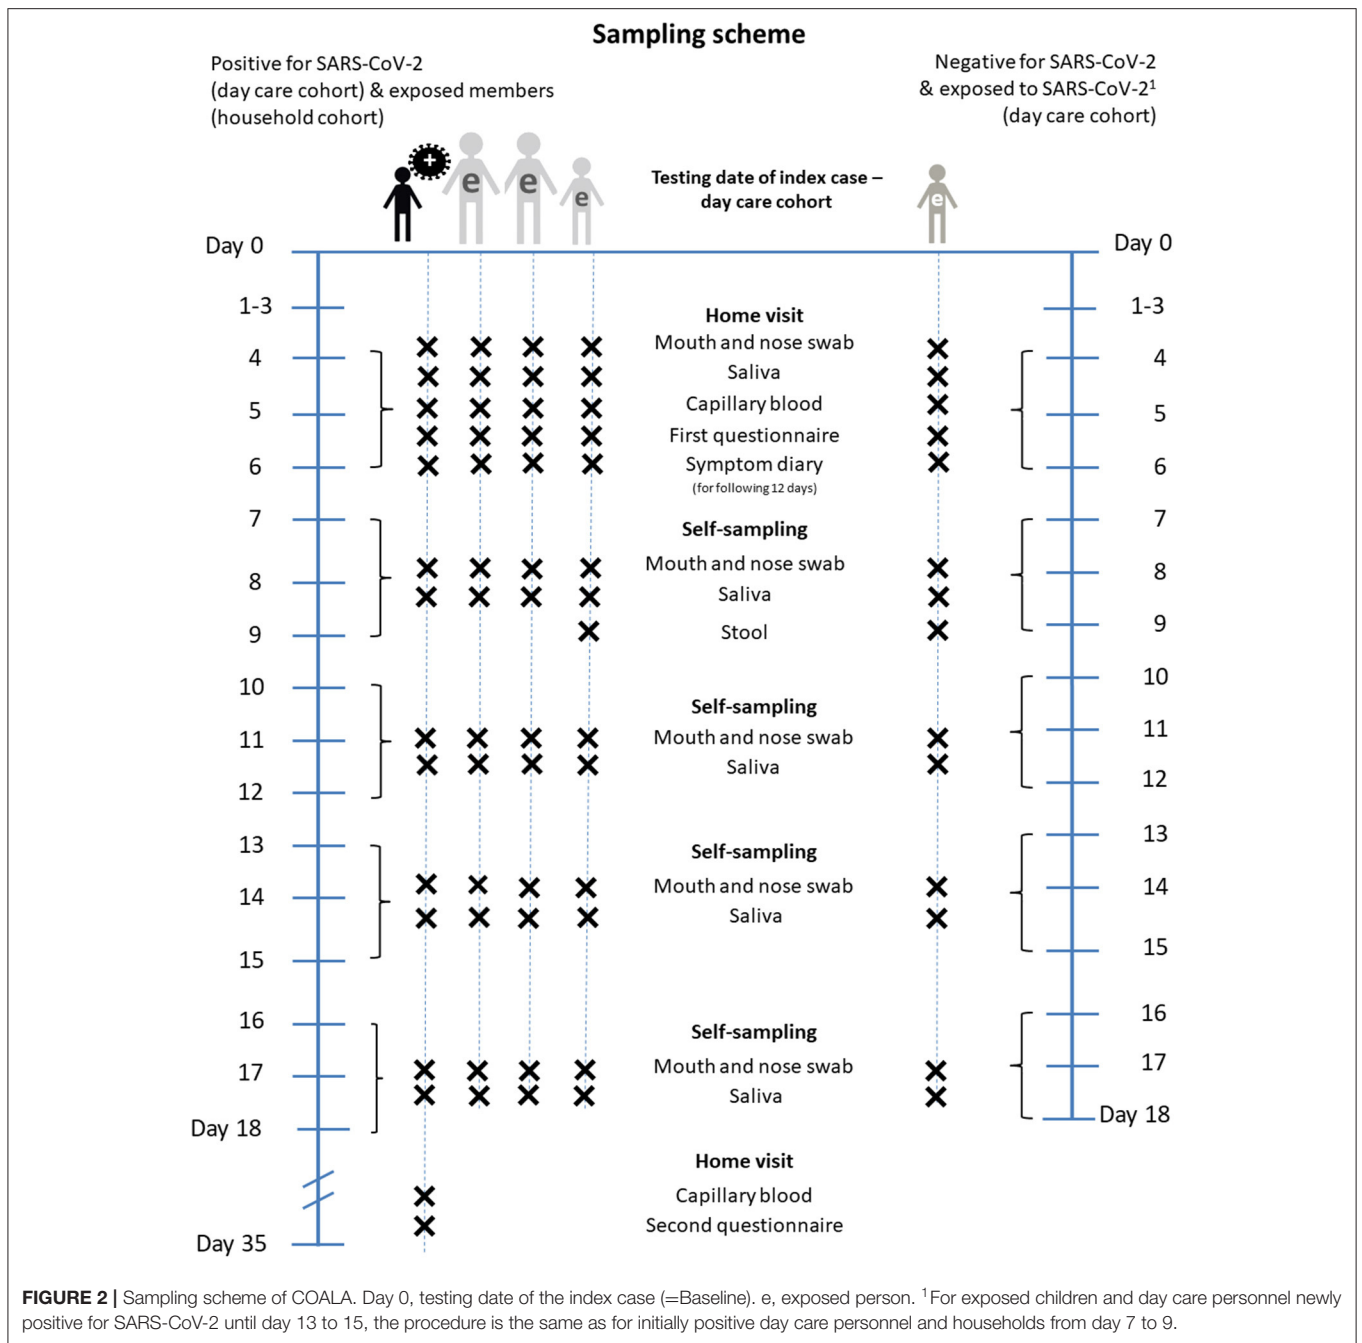 Sampling scheme
Positive for SARS-CoV-2
(day care cohort) & exposed members
(household cohort)
Negative for SARS-CoV-2
& exposed to SARS-CoV-2¹
(day care cohort)
+
e
e
e
Testing date of index case –
day care cohort
e
Day 0
Day 0
1-3
1-3
Home visit
Mouth and nose swab
4
4
Saliva
Capillary blood
5
5
First questionnaire
Symptom diary
6
6
(for following 12 days)
7
7
Self-sampling
Mouth and nose swab
8
8
Saliva
Stool
9
9
10
10
Self-sampling
Mouth and nose swab
11
11
Saliva
12
12
13
13
Self-sampling
Mouth and nose swab
14
14
Saliva
15
15
16
16
Self-sampling
Mouth and nose swab
17
17
Saliva
Day 18
Day 18
Home visit
Capillary blood
Second questionnaire
Day 35
FIGURE 2 | Sampling scheme of COALA. Day 0, testing date of the index case (=Baseline). e, exposed person. ¹For exposed children and day care personnel newly
positive for SARS-CoV-2 until day 13 to 15, the procedure is the same as for initially positive day care personnel and households from day 7 to 9.